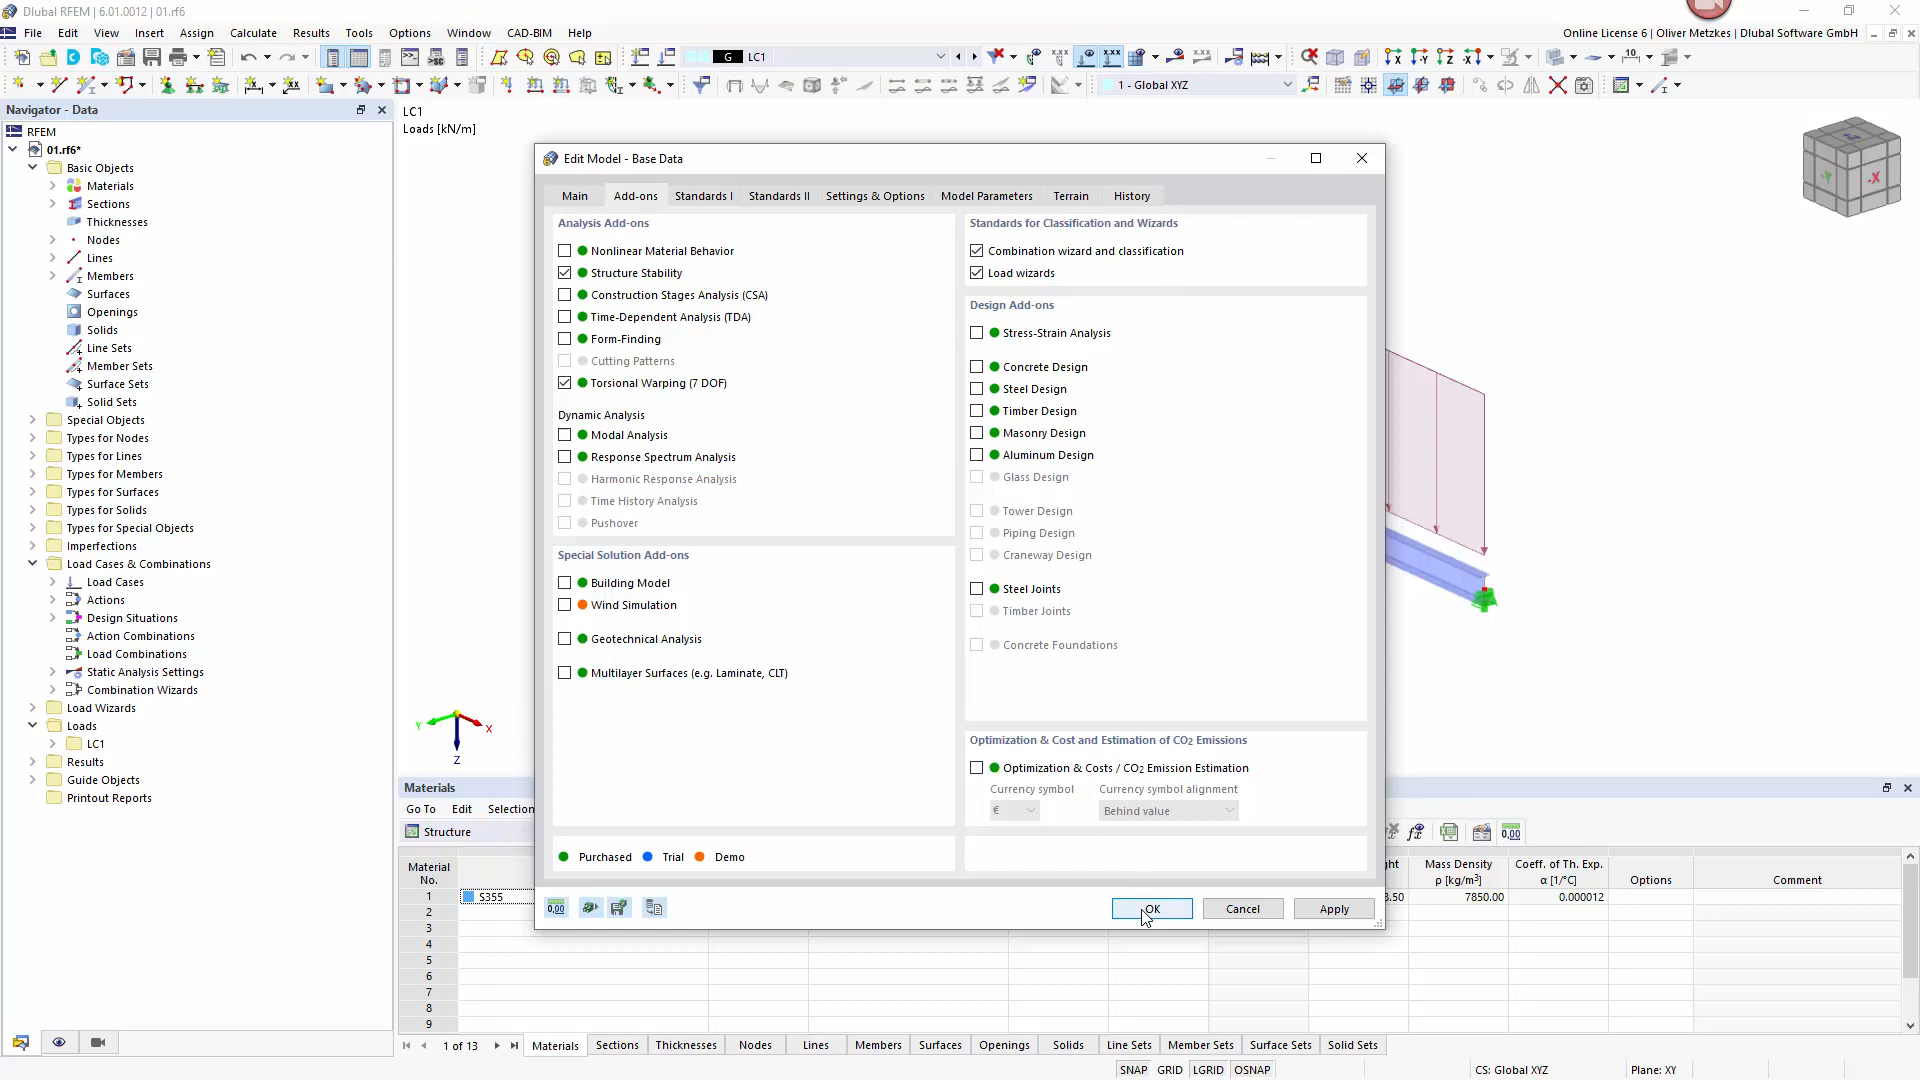 Dlubal RFEM | 6.01.0012 | 01.rf6
File Edit View Insert Assign Calculate Results Tools Options Window CAD-BIM Help
Online License 6 | Oliver Metzkes | Dlubal Software GmbH
G LC1
1 - Global XYZ
Navigator - Data
RFEM
01.rf6*
Basic Objects
Materials
Sections
Thicknesses
Nodes
Lines
Members
Surfaces
Openings
Solids
Line Sets
Member Sets
Surface Sets
Solid Sets
Special Objects
Types for Nodes
Types for Lines
Types for Members
Types for Surfaces
Types for Solids
Types for Special Objects
Imperfections
Load Cases & Combinations
Load Cases
Actions
Design Situations
Action Combinations
Load Combinations
Static Analysis Settings
Combination Wizards
Load Wizards
Loads
LC1
Results
Guide Objects
Printout Reports
LC1
Loads [kN/m]
Edit Model - Base Data
Main Add-ons Standards I Standards II Settings & Options Model Parameters Terrain History
Analysis Add-ons
Nonlinear Material Behavior
Structure Stability
Construction Stages Analysis (CSA)
Time-Dependent Analysis (TDA)
Form-Finding
Cutting Patterns
Torsional Warping (7 DOF)
Dynamic Analysis
Modal Analysis
Response Spectrum Analysis
Harmonic Response Analysis
Time History Analysis
Pushover
Special Solution Add-ons
Building Model
Wind Simulation
Geotechnical Analysis
Multilayer Surfaces (e.g. Laminate, CLT)
Purchased Trial Demo
Standards for Classification and Wizards
Combination wizard and classification
Load wizards
Design Add-ons
Stress-Strain Analysis
Concrete Design
Steel Design
Timber Design
Masonry Design
Aluminum Design
Glass Design
Tower Design
Piping Design
Craneway Design
Steel Joints
Timber Joints
Concrete Foundations
Optimization & Cost and Estimation of CO2 Emissions
Optimization & Costs / CO2 Emission Estimation
Currency symbol Currency symbol alignment
€ Behind value
OK Cancel Apply
-Y -X
Y X
Z
Materials
Go To Edit Selection
Structure
Material
No.
Mass Density
ρ [kg/m³]
Coeff. of Th. Exp.
α [1/°C]
Options
Comment
1 S355 7850.00 0.000012
2
3
4
5
6
7
8
9
1 of 13 Materials Sections Thicknesses Nodes Lines Members Surfaces Openings Solids Line Sets Member Sets Surface Sets Solid Sets
SNAP GRID LGRID OSNAP CS: Global XYZ Plane: XY